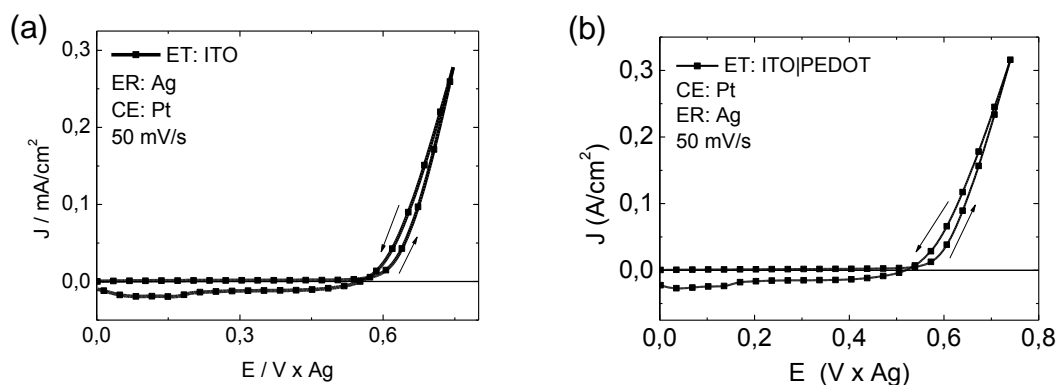 (a)
0,3
0,2
0,1
0,0
J / mA/cm²
ET: ITO
ER: Ag
CE: Pt
50 mV/s
0,0 0,3 0,6
E / V x Ag
(b)
0,3
0,2
0,1
0,0
J (A/cm²)
ET: ITO|PEDOT
CE: Pt
ER: Ag
50 mV/s
0,0 0,2 0,4 0,6 0,8
E (V x Ag)